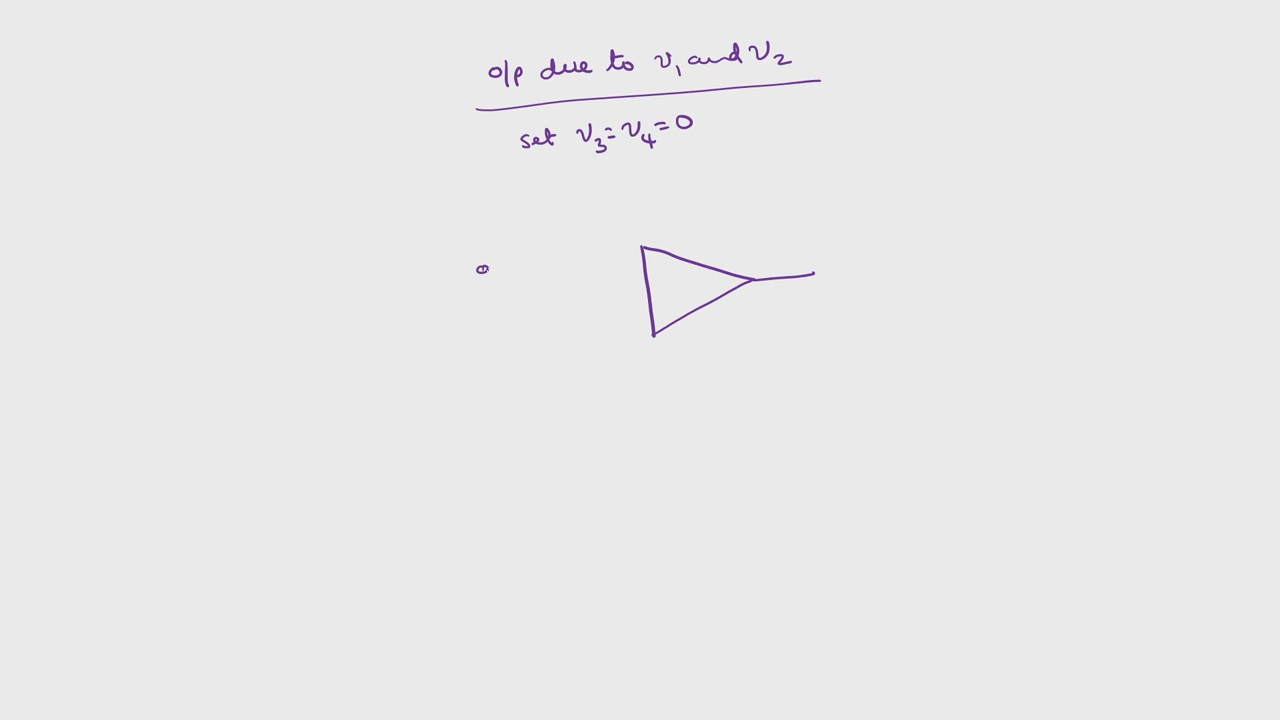 o/p due to v₁ and v₂
set v₃ = v₄ = 0